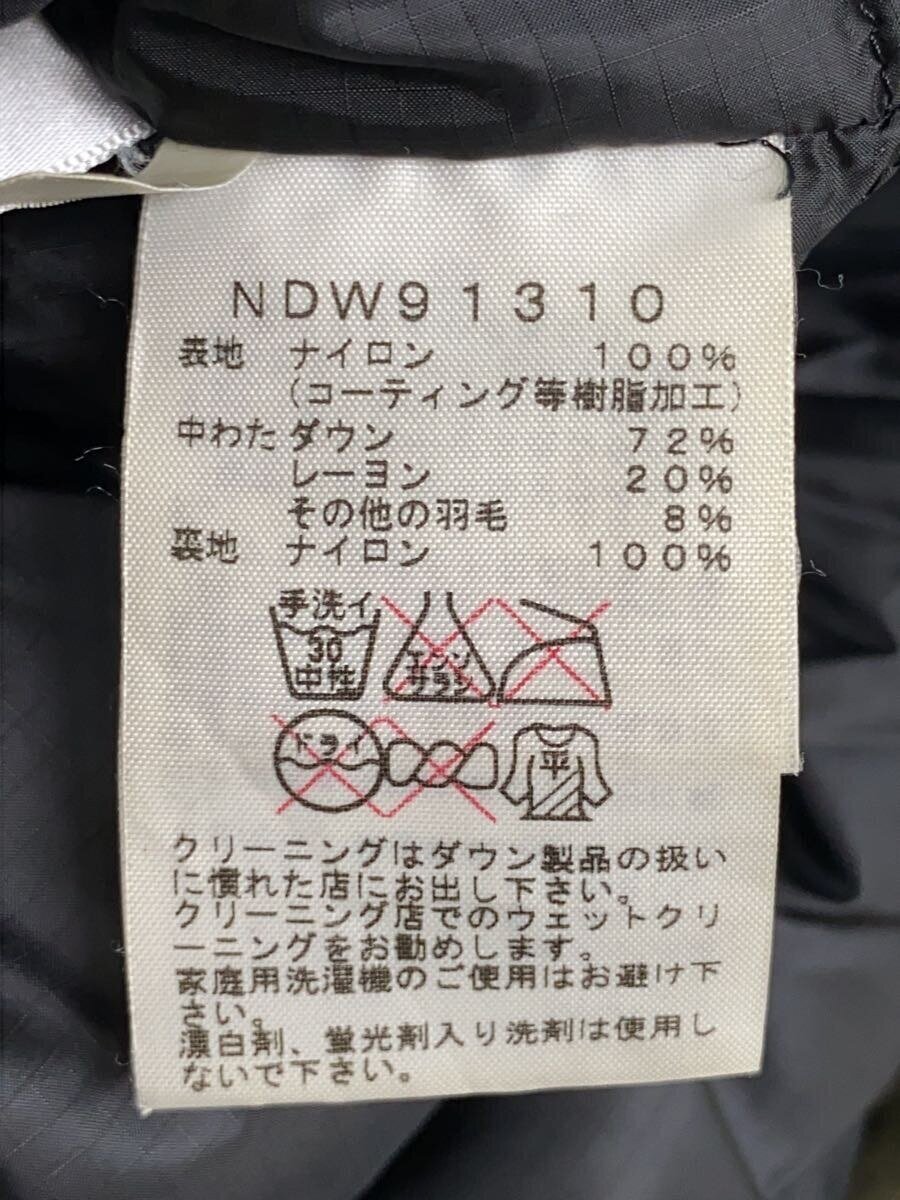 NDW91310
表地 ナイロン 100%
(コーティング等樹脂加工)
中わた ダウン 72%
レーヨン 20%
その他の羽毛 8%
裏地 ナイロン 100%
手洗イ
30
中性
エンソ
サラシ
ドライ
平
クリーニングはダウン製品の扱い
に慣れた店にお出し下さい。
クリーニング店でのウェットクリ
ーニングをお勧めします。
家庭用洗濯機のご使用はお避け下
さい。
漂白剤、蛍光剤入り洗剤は使用し
ないで下さい。